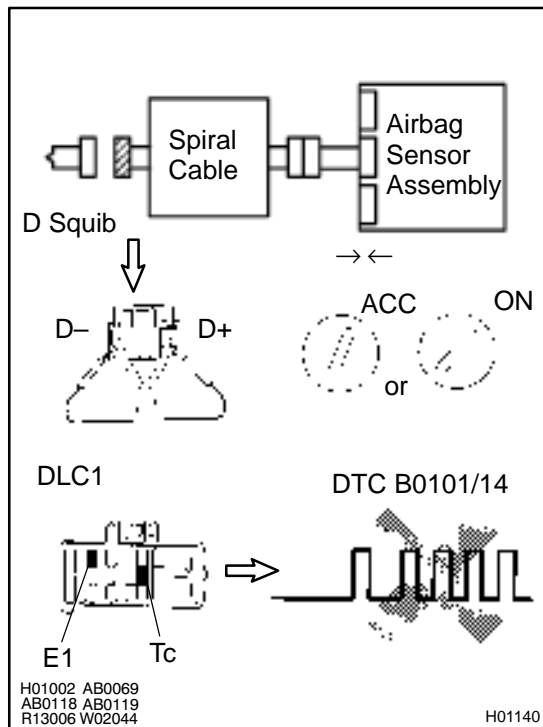 Spiral
Cable
Airbag
Sensor
Assembly
D Squib
D– D+
ACC ON
or
DLC1
DTC B0101/14
E1 Tc
H01002 AB0069
AB0118 AB0119
R13006 W02044
H01140